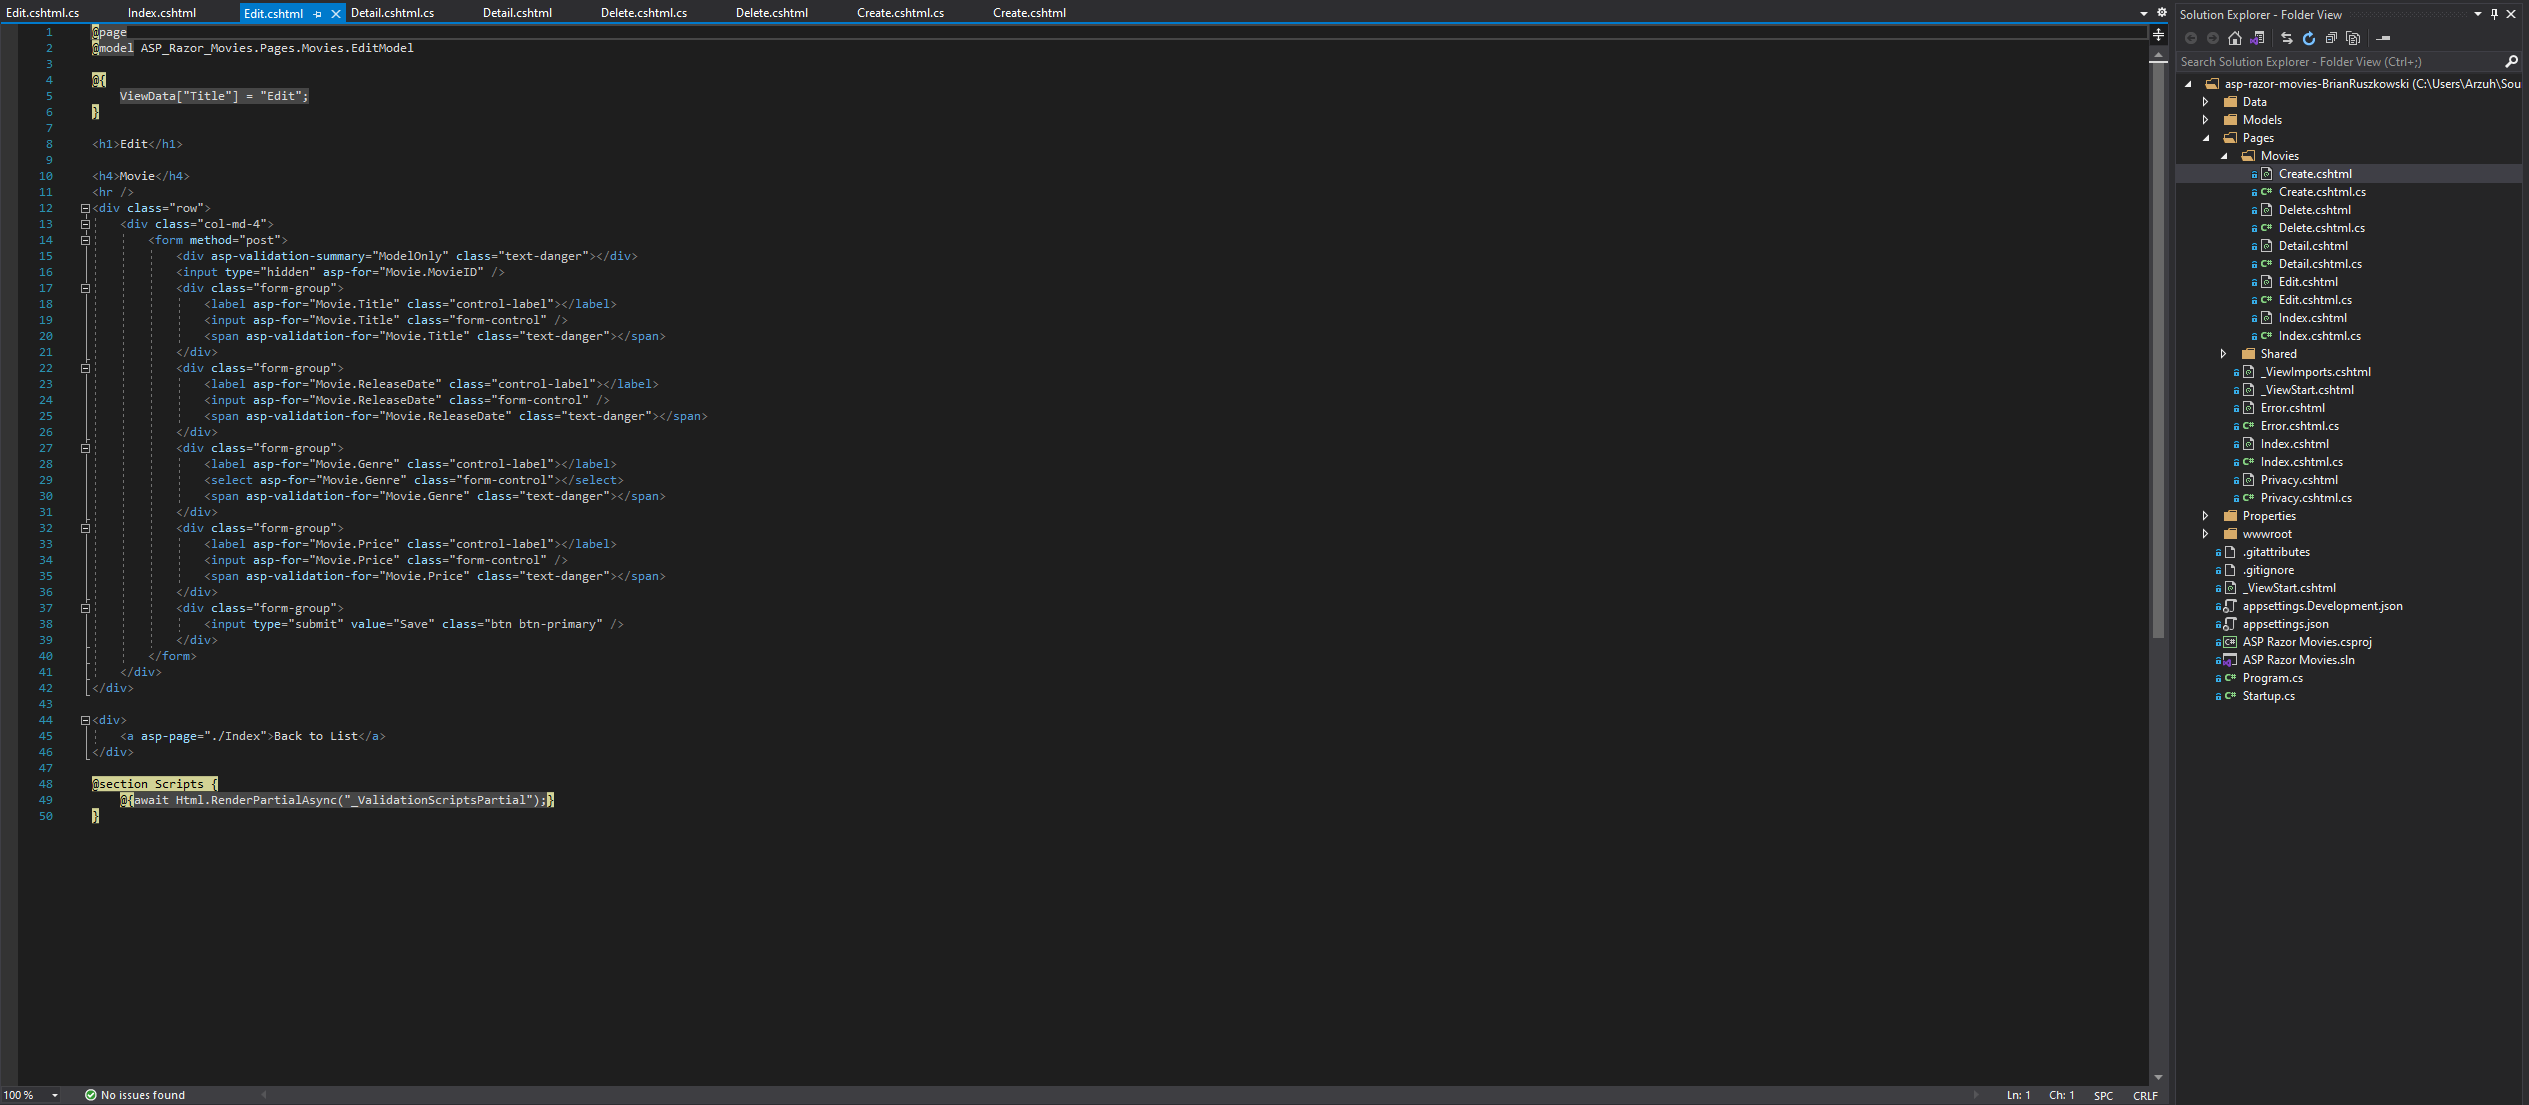 Edit.cshtml.cs Index.cshtml Edit.cshtml Detail.cshtml.cs Detail.cshtml Delete.cshtml.cs Delete.cshtml Create.cshtml.cs Create.cshtml
1 @page
2 @model ASP_Razor_Movies.Pages.Movies.EditModel
3
4 @{
5 ViewData["Title"] = "Edit";
6 }
7
8 <h1>Edit</h1>
9
10 <h4>Movie</h4>
11 <hr />
12 <div class="row">
13 <div class="col-md-4">
14 <form method="post">
15 <div asp-validation-summary="ModelOnly" class="text-danger"></div>
16 <input type="hidden" asp-for="Movie.MovieID" />
17 <div class="form-group">
18 <label asp-for="Movie.Title" class="control-label"></label>
19 <input asp-for="Movie.Title" class="form-control" />
20 <span asp-validation-for="Movie.Title" class="text-danger"></span>
21 </div>
22 <div class="form-group">
23 <label asp-for="Movie.ReleaseDate" class="control-label"></label>
24 <input asp-for="Movie.ReleaseDate" class="form-control" />
25 <span asp-validation-for="Movie.ReleaseDate" class="text-danger"></span>
26 </div>
27 <div class="form-group">
28 <label asp-for="Movie.Genre" class="control-label"></label>
29 <select asp-for="Movie.Genre" class="form-control"></select>
30 <span asp-validation-for="Movie.Genre" class="text-danger"></span>
31 </div>
32 <div class="form-group">
33 <label asp-for="Movie.Price" class="control-label"></label>
34 <input asp-for="Movie.Price" class="form-control" />
35 <span asp-validation-for="Movie.Price" class="text-danger"></span>
36 </div>
37 <div class="form-group">
38 <input type="submit" value="Save" class="btn btn-primary" />
39 </div>
40 </form>
41 </div>
42 </div>
43
44 <div>
45 <a asp-page="./Index">Back to List</a>
46 </div>
47
48 @section Scripts {
49 @{await Html.RenderPartialAsync("_ValidationScriptsPartial");}
50 }
100 % No issues found Ln: 1 Ch: 1 SPC CRLF
Solution Explorer - Folder View
Search Solution Explorer - Folder View (Ctrl+;)
asp-razor-movies-BrianRuszkowski (C:\Users\Arzuh\Sou
Data
Models
Pages
Movies
Create.cshtml
C# Create.cshtml.cs
Delete.cshtml
C# Delete.cshtml.cs
Detail.cshtml
C# Detail.cshtml.cs
Edit.cshtml
C# Edit.cshtml.cs
Index.cshtml
C# Index.cshtml.cs
Shared
_ViewImports.cshtml
_ViewStart.cshtml
Error.cshtml
C# Error.cshtml.cs
Index.cshtml
C# Index.cshtml.cs
Privacy.cshtml
C# Privacy.cshtml.cs
Properties
wwwroot
.gitattributes
.gitignore
_ViewStart.cshtml
appsettings.Development.json
appsettings.json
C# ASP Razor Movies.csproj
ASP Razor Movies.sln
C# Program.cs
C# Startup.cs